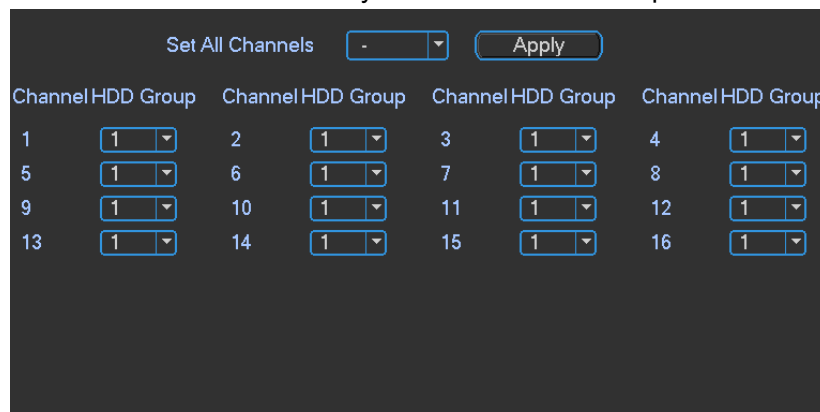 Set All Channels - Apply
Channel HDD Group Channel HDD Group Channel HDD Group Channel HDD Group
1 1 2 1 3 1 4 1
5 1 6 1 7 1 8 1
9 1 10 1 11 1 12 1
13 1 14 1 15 1 16 1